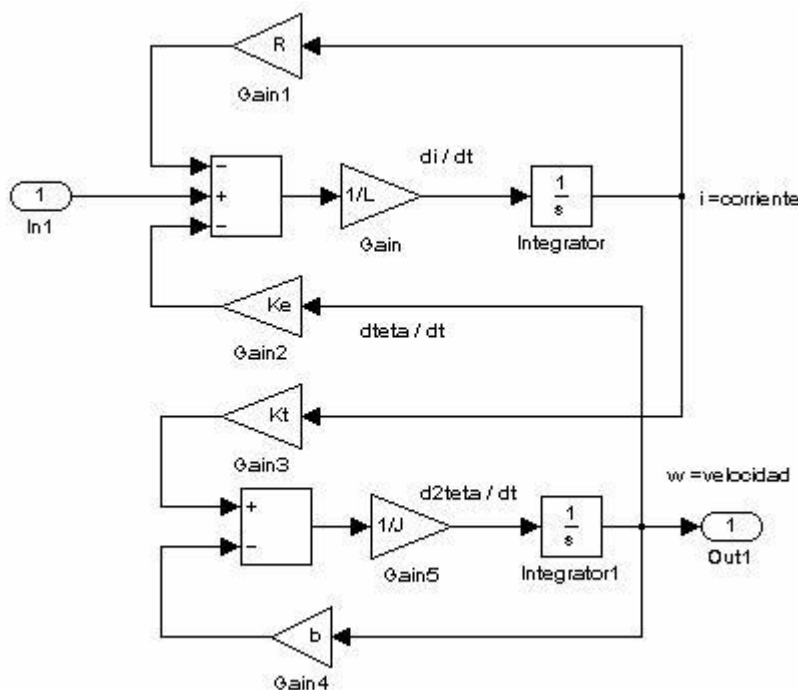 R
Gain1
di / dt
−
1
+
1/L
1
s
−
i =corriente
In1
Gain
Integrator
Ke
dteta / dt
Gain2
Kt
Gain3
w =velocidad
d2teta / dt
+
1/J
1
s
1
−
Gain5
Integrator1
Out1
b
Gain4